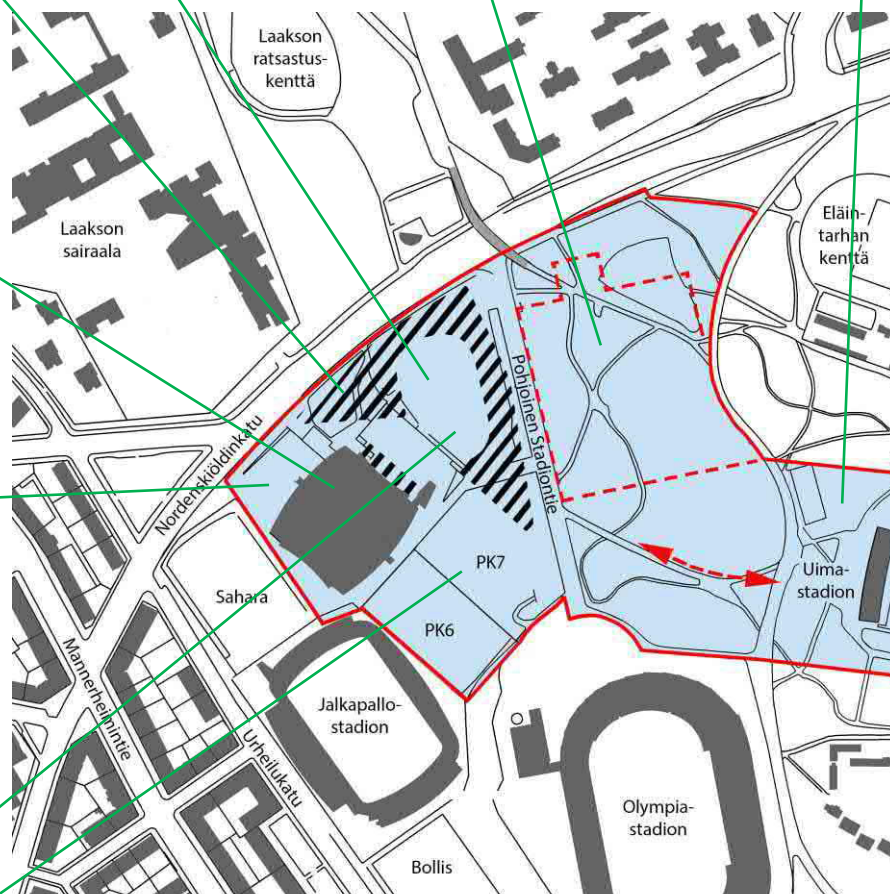 Laakson
ratsastus-
kenttä
Laakson
sairaala
Eläin-
tarhan
kenttä
Pohjoinen Stadiontie
Nordenskiöldinkatu
Uima-
stadion
PK7
Sahara
PK6
Mannerheimintie
Jalkapallo-
stadion
Urheilukatu
Olympia-
stadion
Bollis